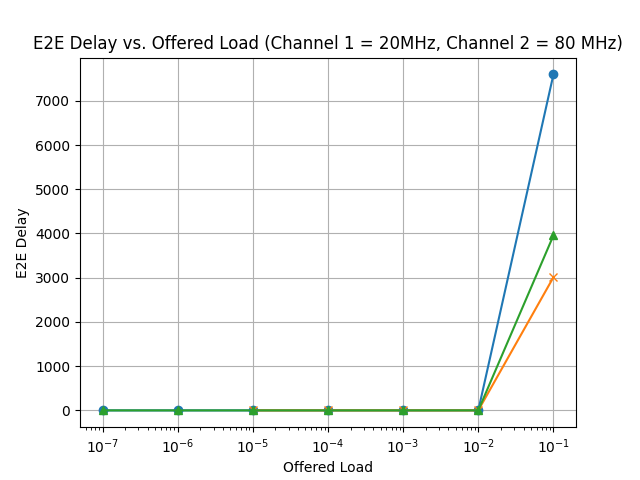 E2E Delay vs. Offered Load (Channel 1 = 20MHz, Channel 2 = 80 MHz)
7000
6000
5000
4000
3000
2000
1000
0
E2E Delay
10⁻⁷ 10⁻⁶ 10⁻⁵ 10⁻⁴ 10⁻³ 10⁻² 10⁻¹
Offered Load